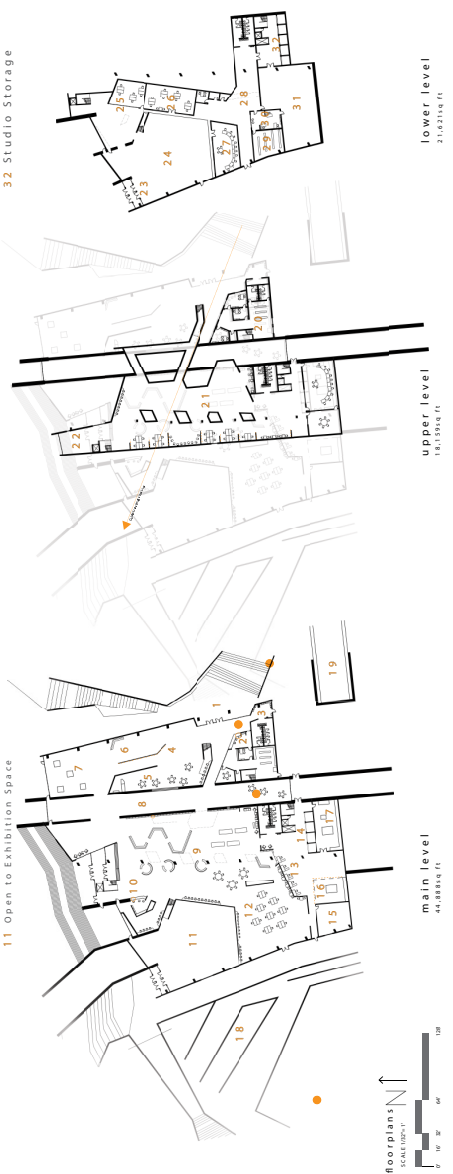 11 Open to Exhibition Space
32 Studio Storage
18
11
10
12
15
16
13
14
17
9
8
7
6
5
4
2
3
1
19
22
21
20
23
24
25
26
27
28
29
30
31
32
floorplans N
SCALE 1/32"= 1'
0' 16' 32' 64' 128'
main level
44,888sq ft
upper level
18,159sq ft
lower level
21,621sq ft